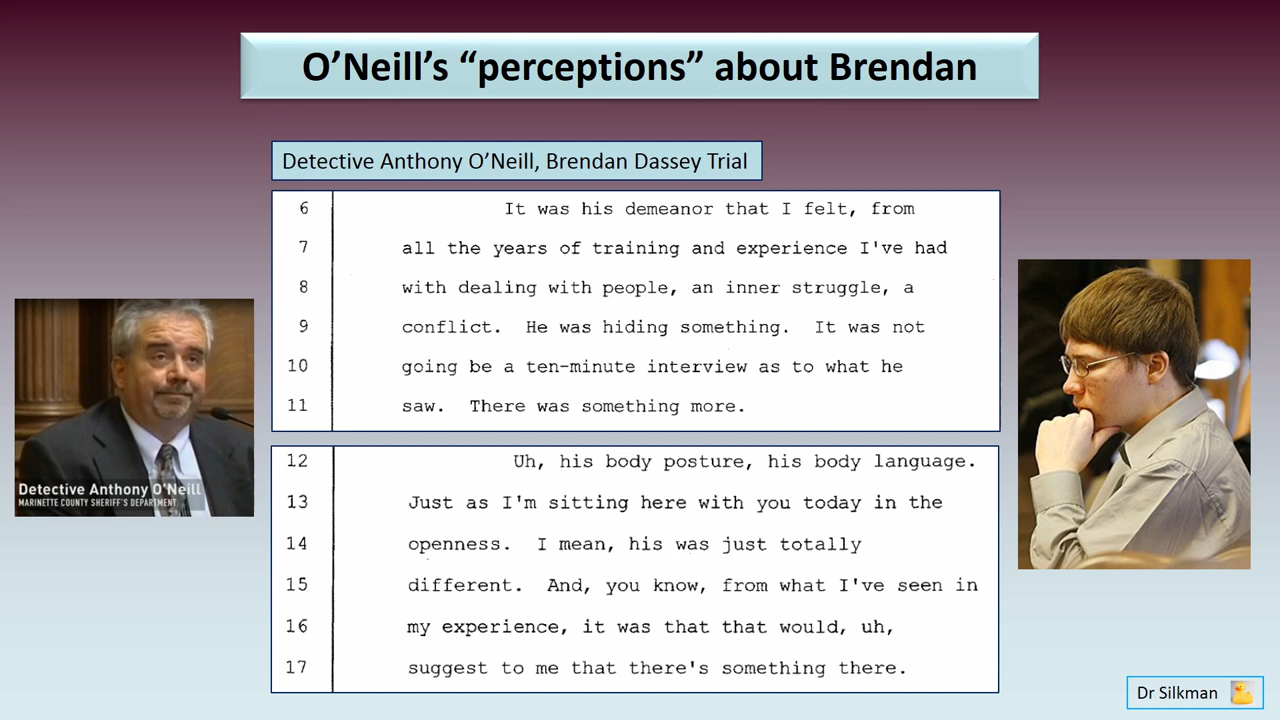 O’Neill’s “perceptions” about Brendan
Detective Anthony O’Neill, Brendan Dassey Trial
6 It was his demeanor that I felt, from
7 all the years of training and experience I've had
8 with dealing with people, an inner struggle, a
9 conflict. He was hiding something. It was not
10 going be a ten-minute interview as to what he
11 saw. There was something more.
12 Uh, his body posture, his body language.
13 Just as I'm sitting here with you today in the
14 openness. I mean, his was just totally
15 different. And, you know, from what I've seen in
16 my experience, it was that that would, uh,
17 suggest to me that there's something there.
Detective Anthony O'Neill
MARINETTE COUNTY SHERIFF'S DEPARTMENT
Dr Silkman